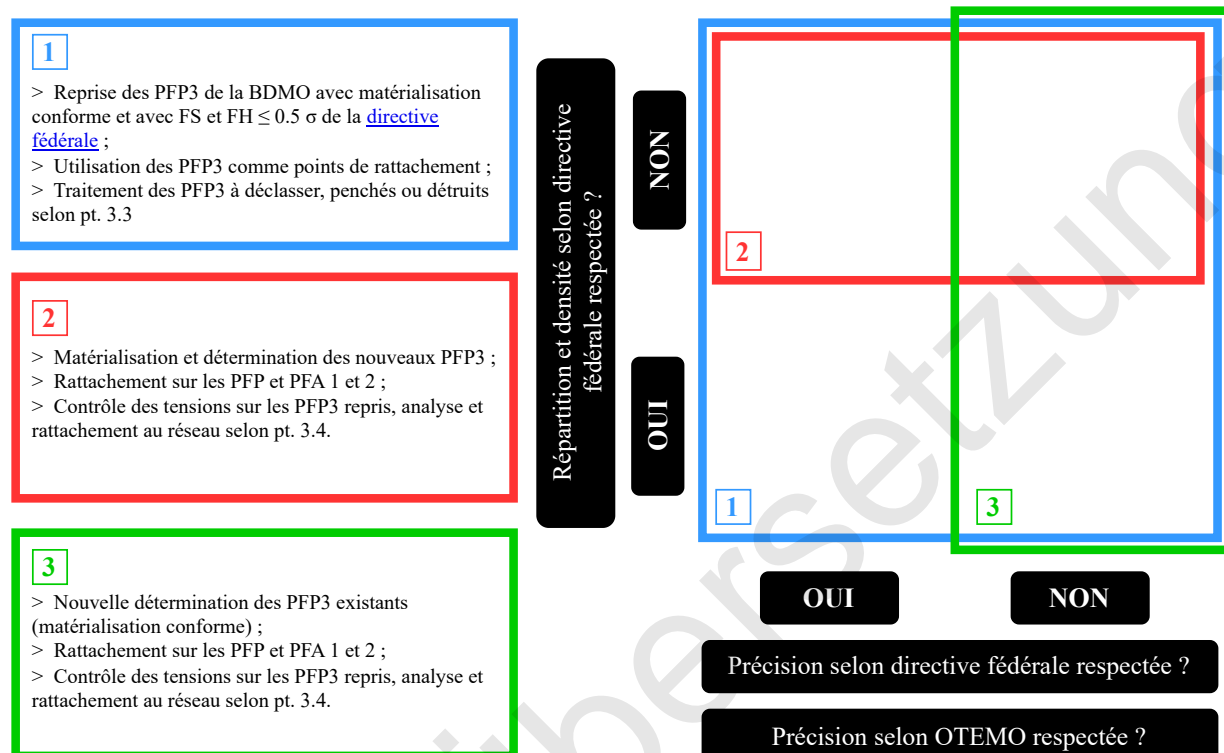 1
> Reprise des PFP3 de la BDMO avec matérialisation
conforme et avec FS et FH ≤ 0.5 σ de la directive
fédérale ;
> Utilisation des PFP3 comme points de rattachement ;
> Traitement des PFP3 à déclasser, penchés ou détruits
selon pt. 3.3
2
> Matérialisation et détermination des nouveaux PFP3 ;
> Rattachement sur les PFP et PFA 1 et 2 ;
> Contrôle des tensions sur les PFP3 repris, analyse et
rattachement au réseau selon pt. 3.4.
3
> Nouvelle détermination des PFP3 existants
(matérialisation conforme) ;
> Rattachement sur les PFP et PFA 1 et 2 ;
> Contrôle des tensions sur les PFP3 repris, analyse et
rattachement au réseau selon pt. 3.4.
Répartition et densité selon directive
fédérale respectée ?
NON
OUI
2
1
3
OUI
NON
Précision selon directive fédérale respectée ?
Précision selon OTEMO respectée ?
übersetzung